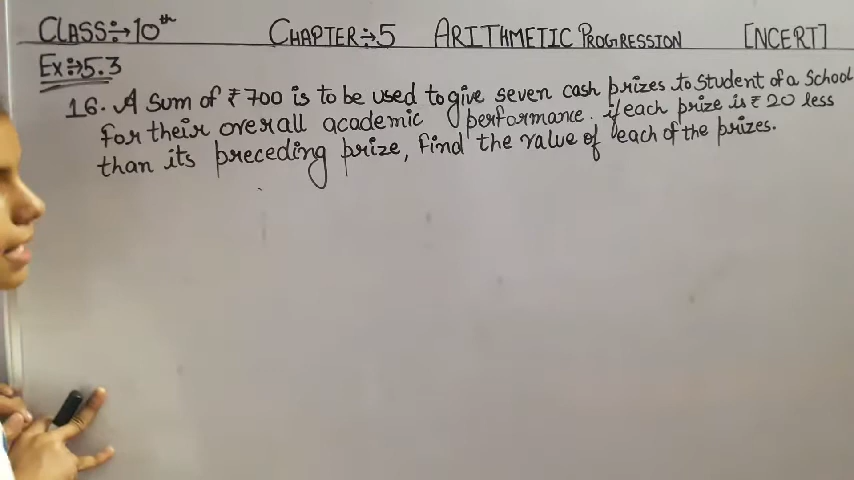 CLASS:→10th CHAPTER:→5 ARITHMETIC PROGRESSION [NCERT]
Ex:→5.3
16. A sum of ₹700 is to be used to give seven cash prizes to Student of a School
for their overall academic performance. if each prize is ₹20 less
than its preceding prize, find the value of each of the prizes.